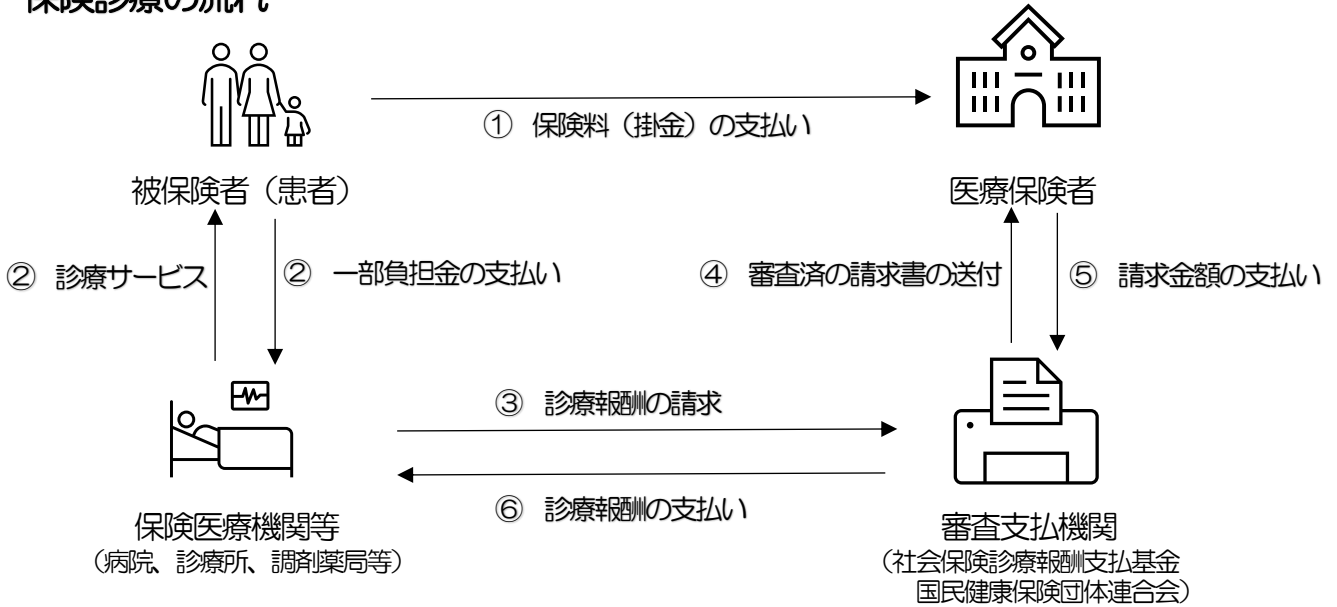 保険診療の流れ
① 保険料（掛金）の支払い
被保険者（患者）
医療保険者
② 診療サービス
② 一部負担金の支払い
④ 審査済の請求書の送付
⑤ 請求金額の支払い
③ 診療報酬の請求
⑥ 診療報酬の支払い
保険医療機関等
（病院、診療所、調剤薬局等）
審査支払機関
（社会保険診療報酬支払基金
国民健康保険団体連合会）